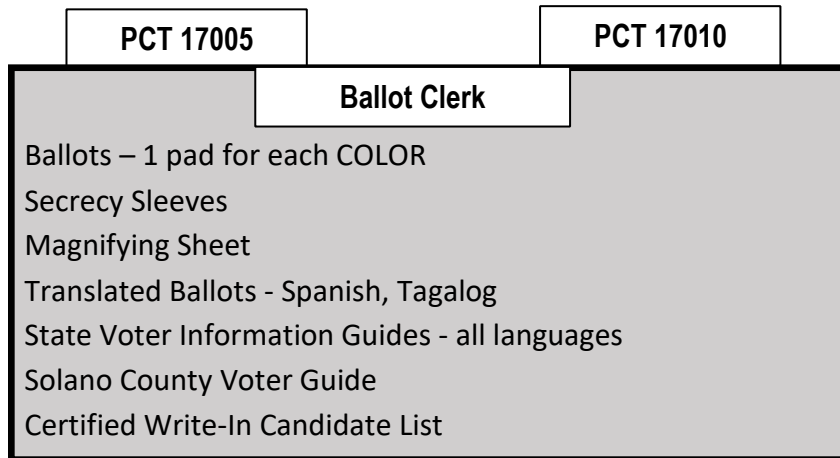 PCT 17005
PCT 17010
Ballot Clerk
Ballots – 1 pad for each COLOR
Secrecy Sleeves
Magnifying Sheet
Translated Ballots - Spanish, Tagalog
State Voter Information Guides - all languages
Solano County Voter Guide
Certified Write-In Candidate List